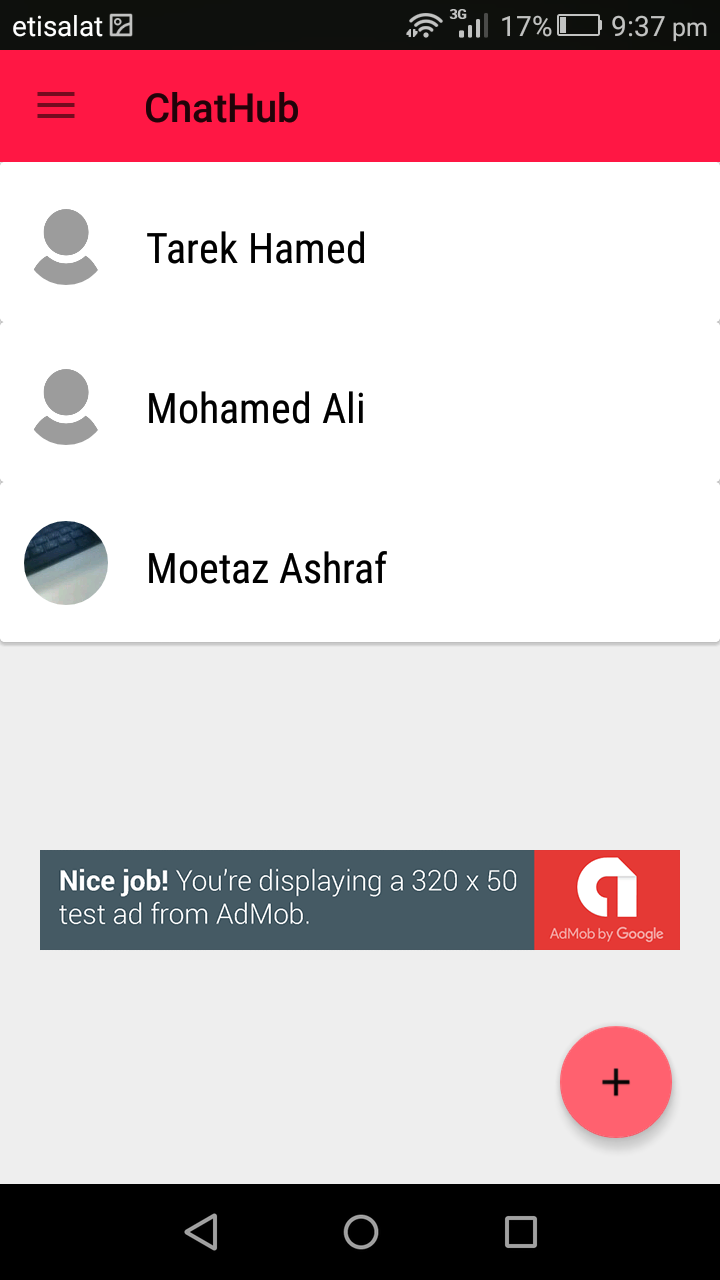 etisalat 3G 17% 9:37 pm
ChatHub
Tarek Hamed
Mohamed Ali
Moetaz Ashraf
Nice job! You're displaying a 320 x 50
test ad from AdMob.
AdMob by Google
+